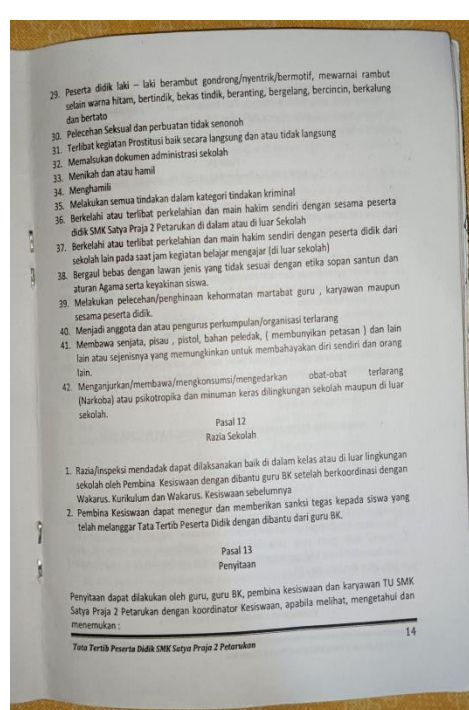 29. Peserta didik laki – laki berambut gondrong/nyentrik/bermotif, mewarnai rambut
selain warna hitam, bertindik, bekas tindik, beranting, bergelang, bercincin, berkalung
dan bertato
30. Pelecehan Seksual dan perbuatan tidak senonoh
31. Terlibat kegiatan Prostitusi baik secara langsung dan atau tidak langsung
32. Memalsukan dokumen administrasi sekolah
33. Menikah dan atau hamil
34. Menghamili
35. Melakukan semua tindakan dalam kategori tindakan kriminal
36. Berkelahi atau terlibat perkelahian dan main hakim sendiri dengan sesama peserta
didik SMK Satya Praja 2 Petarukan di dalam atau di luar Sekolah
37. Berkelahi atau terlibat perkelahian dan main hakim sendiri dengan peserta didik dari
sekolah lain pada saat jam kegiatan belajar mengajar (di luar sekolah)
38. Bergaul bebas dengan lawan jenis yang tidak sesuai dengan etika sopan santun dan
aturan Agama serta keyakinan siswa.
39. Melakukan pelecehan/penghinaan kehormatan martabat guru , karyawan maupun
sesama peserta didik.
40. Menjadi anggota dan atau pengurus perkumpulan/organisasi terlarang
41. Membawa senjata, pisau , pistol, bahan peledak, ( membunyikan petasan ) dan lain
lain atau sejenisnya yang memungkinkan untuk membahayakan diri sendiri dan orang
lain.
42. Menganjurkan/membawa/mengkonsumsi/mengedarkan obat-obat terlarang
(Narkoba) atau psikotropika dan minuman keras dilingkungan sekolah maupun di luar
sekolah.
Pasal 12
Razia Sekolah
1. Razia/inspeksi mendadak dapat dilaksanakan baik di dalam kelas atau di luar lingkungan
sekolah oleh Pembina Kesiswaan dengan dibantu guru BK setelah berkoordinasi dengan
Wakarus. Kurikulum dan Wakarus. Kesiswaan sebelumnya
2. Pembina Kesiswaan dapat menegur dan memberikan sanksi tegas kepada siswa yang
telah melanggar Tata Tertib Peserta Didik dengan dibantu dari guru BK.
Pasal 13
Penyitaan
Penyitaan dapat dilakukan oleh guru, guru BK, pembina kesiswaan dan karyawan TU SMK
Satya Praja 2 Petarukan dengan koordinator Kesiswaan, apabila melihat, mengetahui dan
menemukan :
14
Tata Tertib Peserta Didik SMK Satya Praja 2 Petarukan